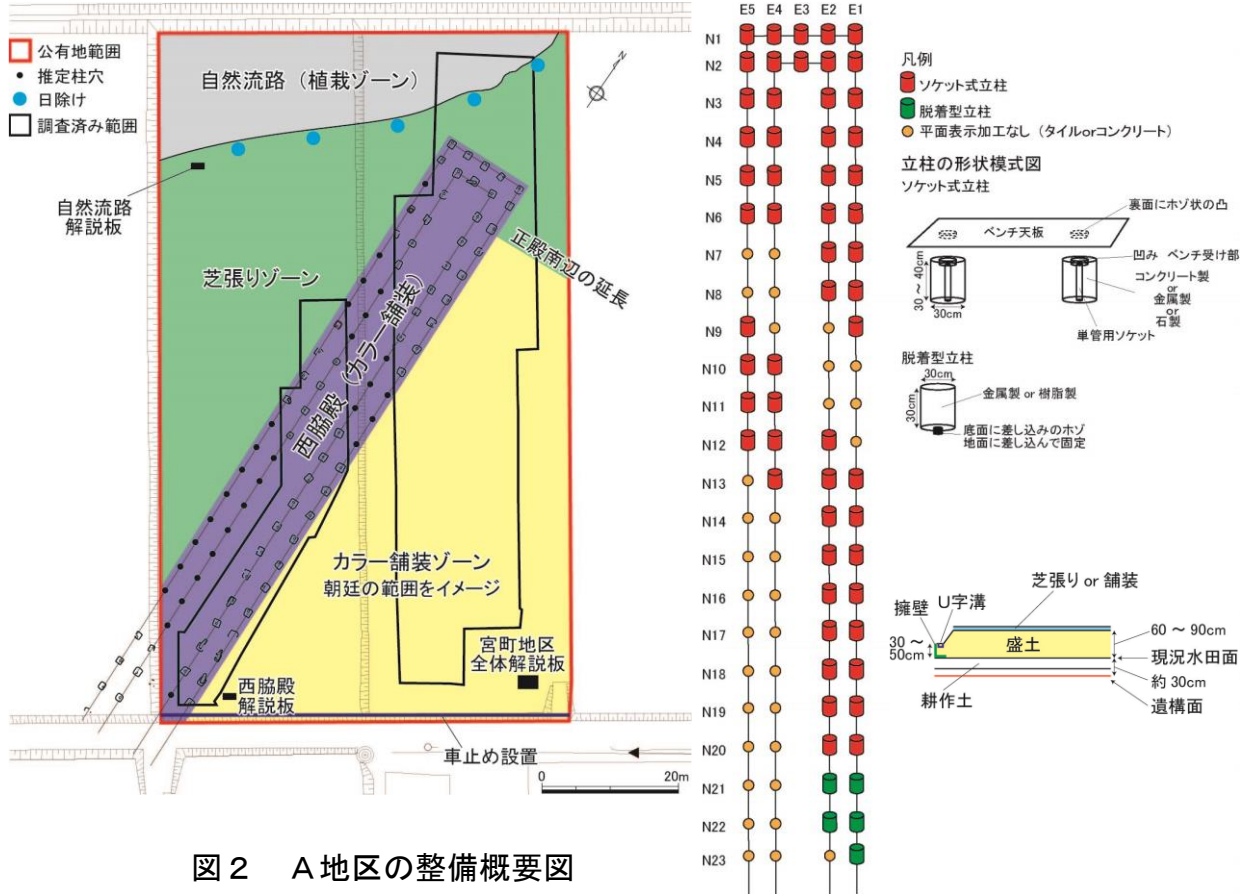 公有地範囲
推定柱穴
日除け
調査済み範囲
自然流路(植栽ゾーン)
N
自然流路
解説板
芝張りゾーン
正殿南辺の延長
西脇殿(カラー舗装)
カラー舗装ゾーン
朝廷の範囲をイメージ
宮町地区
全体解説板
西脇殿
解説板
車止め設置
0 20m
図2 A地区の整備概要図
E5 E4 E3 E2 E1
N1
N2
N3
N4
N5
N6
N7
N8
N9
N10
N11
N12
N13
N14
N15
N16
N17
N18
N19
N20
N21
N22
N23
凡例
ソケット式立柱
脱着型立柱
平面表示加工なし(タイルorコンクリート)
立柱の形状模式図
ソケット式立柱
裏面にホゾ状の凸
ベンチ天板
凹み ベンチ受け部
コンクリート製
or
金属製
or
石製
30~40cm
30cm
単管用ソケット
脱着型立柱
30cm
30cm
金属製 or 樹脂製
底面に差し込みのホゾ
地面に差し込んで固定
芝張り or 舗装
擁壁 U字溝
30~
50cm
盛土
60~90cm
現況水田面
約30cm
耕作土
遺構面